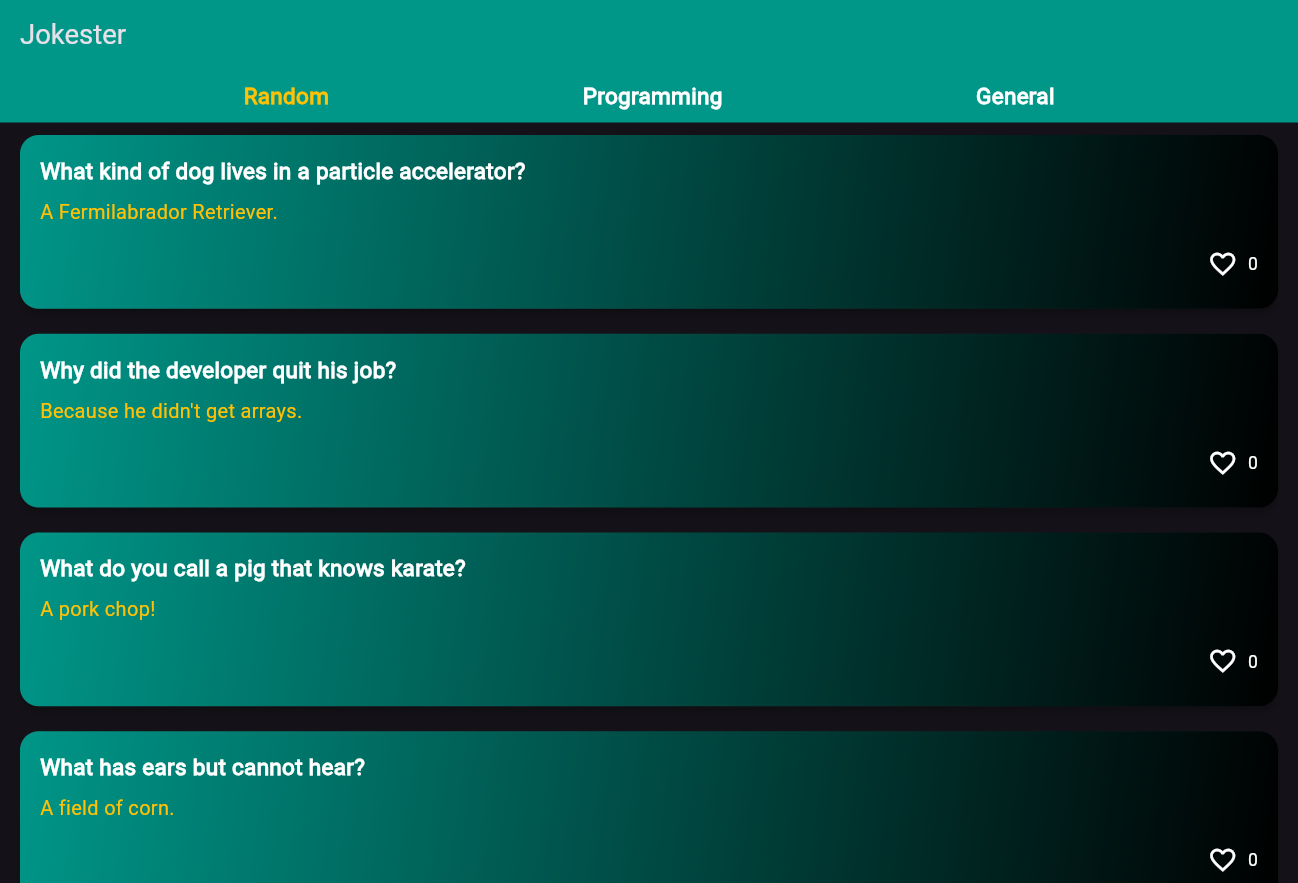 Jokester
Random Programming General
What kind of dog lives in a particle accelerator?
A Fermilabrador Retriever.
0
Why did the developer quit his job?
Because he didn't get arrays.
0
What do you call a pig that knows karate?
A pork chop!
0
What has ears but cannot hear?
A field of corn.
0